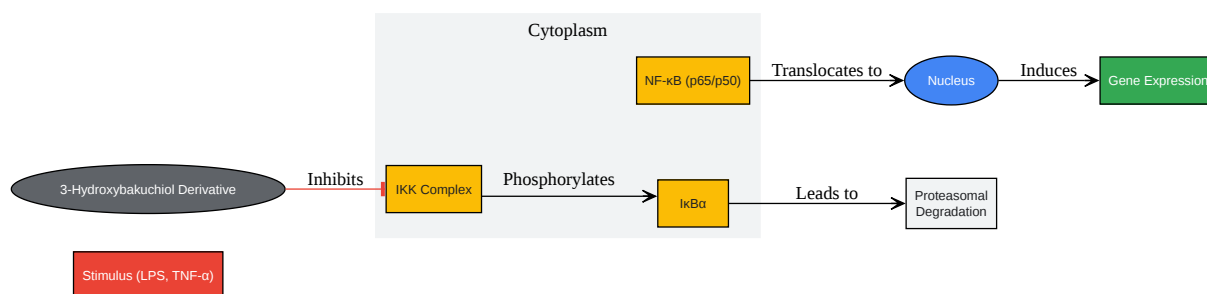 Cytoplasm
NF-κB (p65/p50)
Translocates to
Nucleus
Induces
Gene Expression
3-Hydroxybakuchiol Derivative
Inhibits
IKK Complex
Phosphorylates
IκBα
Leads to
Proteasomal
Degradation
Stimulus (LPS, TNF-α)